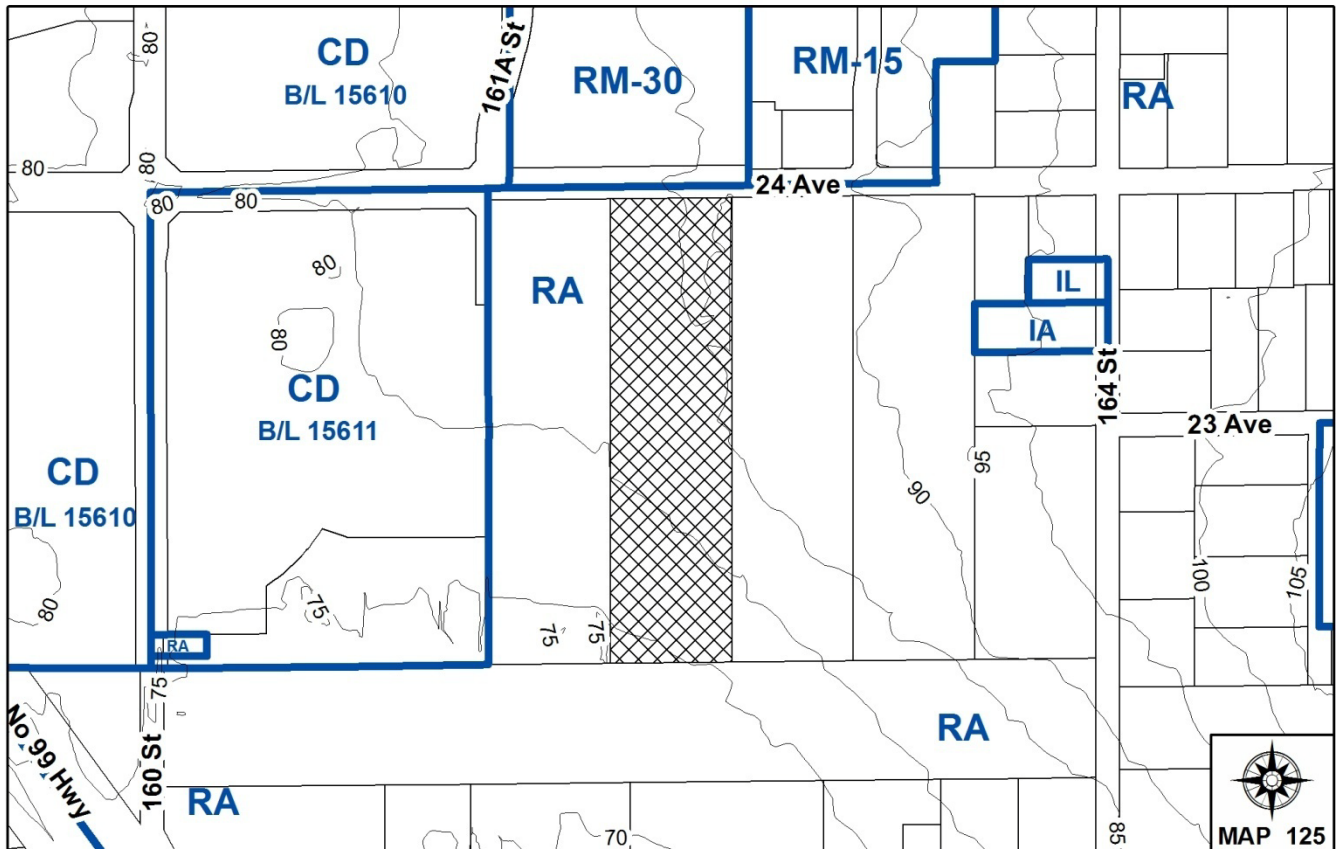 80
CD
B/L 15610
161A St
RM-30
RM-15
RA
80
80
80
80
24 Ave
80
80
RA
IL
IA
CD
B/L 15611
164 St
23 Ave
CD
B/L 15610
95
90
80
75
75
75
100
105
RA
75
No 99 Hwy
160 St
RA
RA
70
85
MAP 125